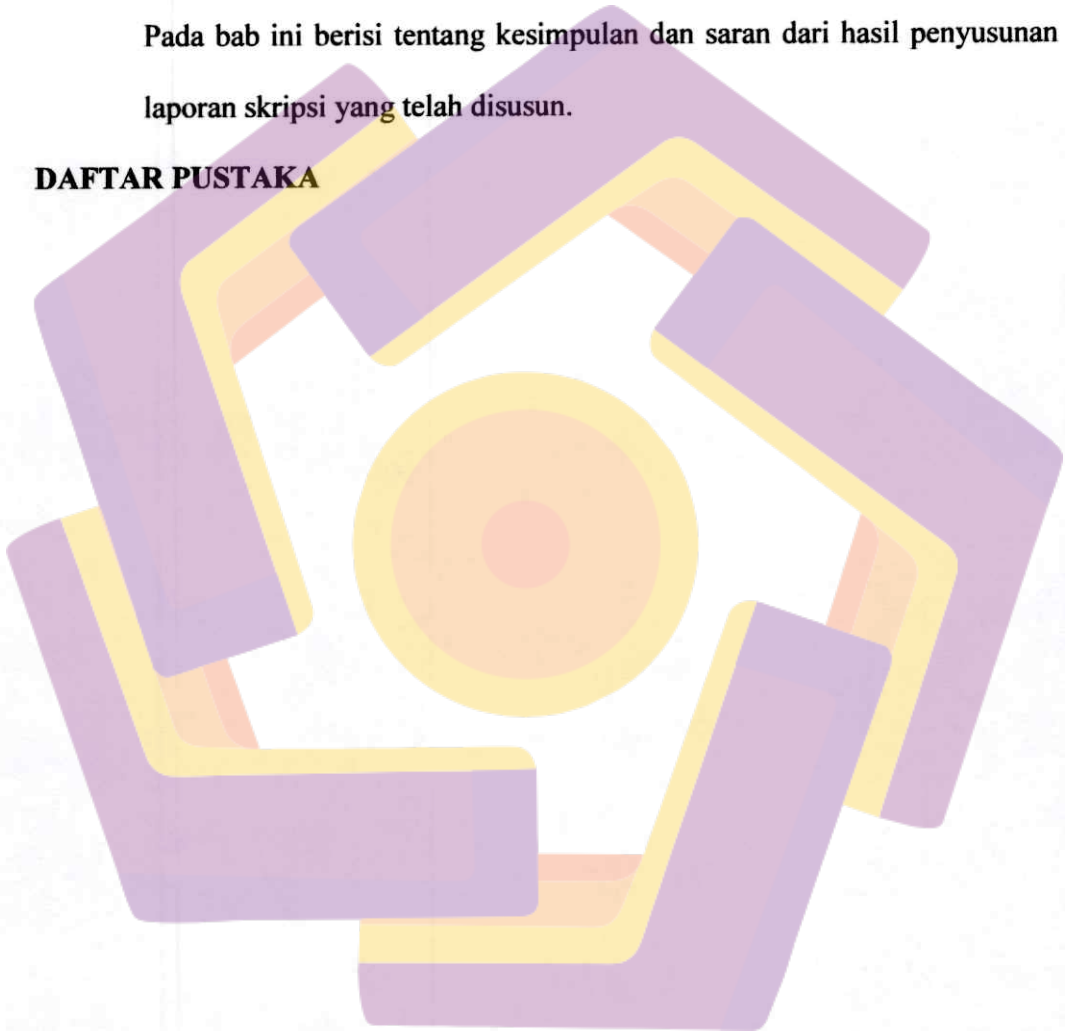 Pada bab ini berisi tentang kesimpulan dan saran dari hasil penyusunan
laporan skripsi yang telah disusun.
DAFTAR PUSTAKA